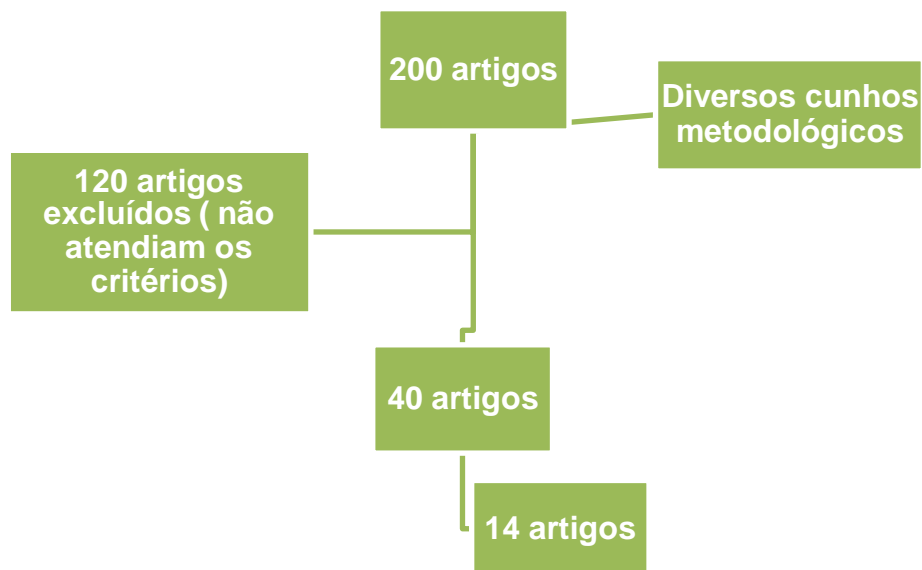 200 artigos
Diversos cunhos
metodológicos
120 artigos
excluídos ( não
atendiam os
critérios)
40 artigos
14 artigos